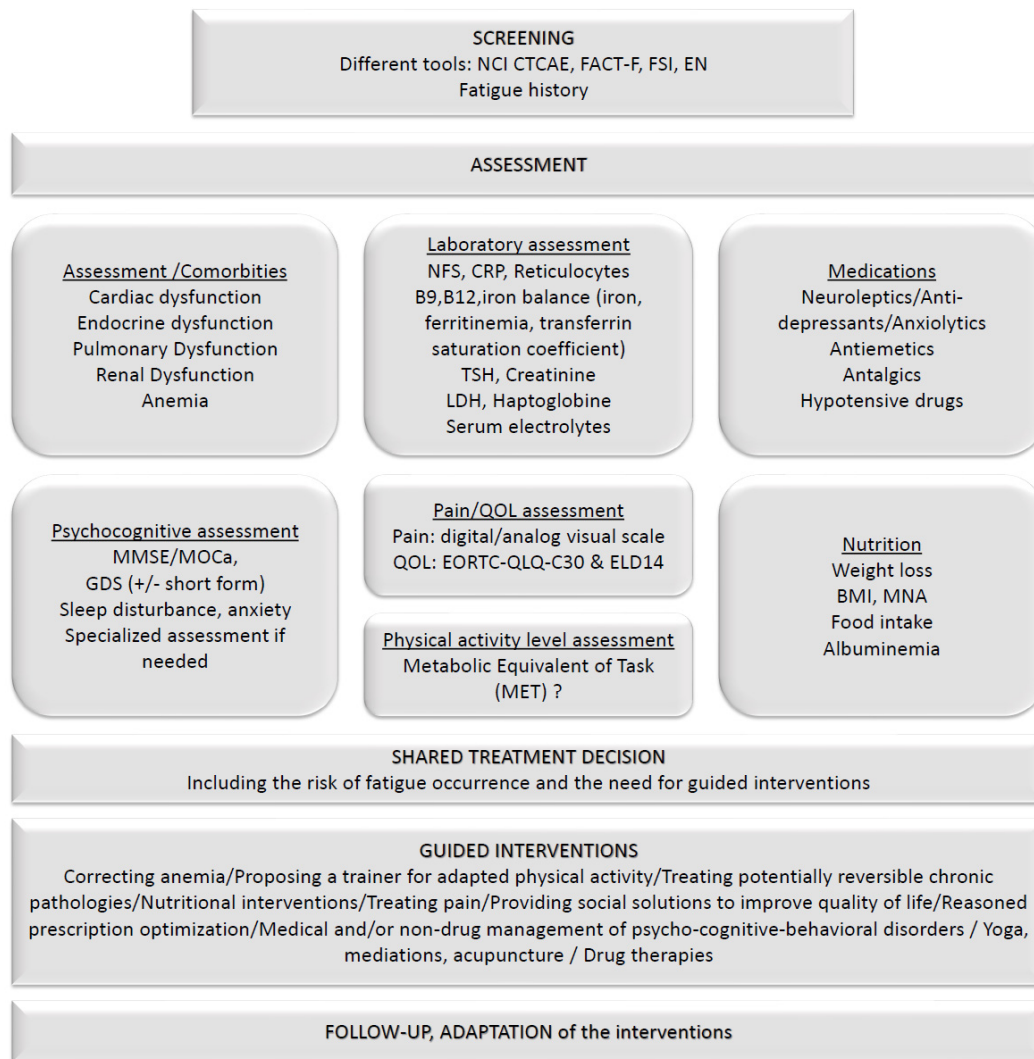 SCREENING
Different tools: NCI CTCAE, FACT-F, FSI, EN
Fatigue history
ASSESSMENT
Assessment /Comorbities
Cardiac dysfunction
Endocrine dysfunction
Pulmonary Dysfunction
Renal Dysfunction
Anemia
Laboratory assessment
NFS, CRP, Reticulocytes
B9,B12,iron balance (iron,
ferritinemia, transferrin
saturation coefficient)
TSH, Creatinine
LDH, Haptoglobine
Serum electrolytes
Medications
Neuroleptics/Anti-
depressants/Anxiolytics
Antiemetics
Antalgics
Hypotensive drugs
Psychocognitive assessment
MMSE/MOCa,
GDS (+/- short form)
Sleep disturbance, anxiety
Specialized assessment if
needed
Pain/QOL assessment
Pain: digital/analog visual scale
QOL: EORTC-QLQ-C30 & ELD14
Physical activity level assessment
Metabolic Equivalent of Task
(MET) ?
Nutrition
Weight loss
BMI, MNA
Food intake
Albuminemia
SHARED TREATMENT DECISION
Including the risk of fatigue occurrence and the need for guided interventions
GUIDED INTERVENTIONS
Correcting anemia/Proposing a trainer for adapted physical activity/Treating potentially reversible chronic
pathologies/Nutritional interventions/Treating pain/Providing social solutions to improve quality of life/Reasoned
prescription optimization/Medical and/or non-drug management of psycho-cognitive-behavioral disorders / Yoga,
mediations, acupuncture / Drug therapies
FOLLOW-UP, ADAPTATION of the interventions